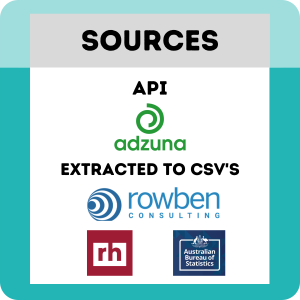 SOURCES
API
adzuna
EXTRACTED TO CSV'S
rowben
CONSULTING
rh
Australian
Bureau of
Statistics